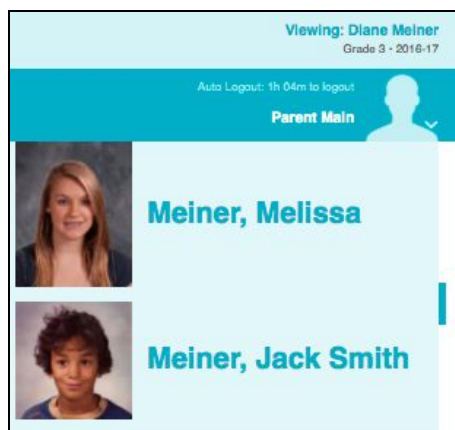 Viewing: Diane Meiner
Grade 3 • 2016-17
Auto Logout: 1h 04m to logout
Parent Main
Meiner, Melissa
Meiner, Jack Smith